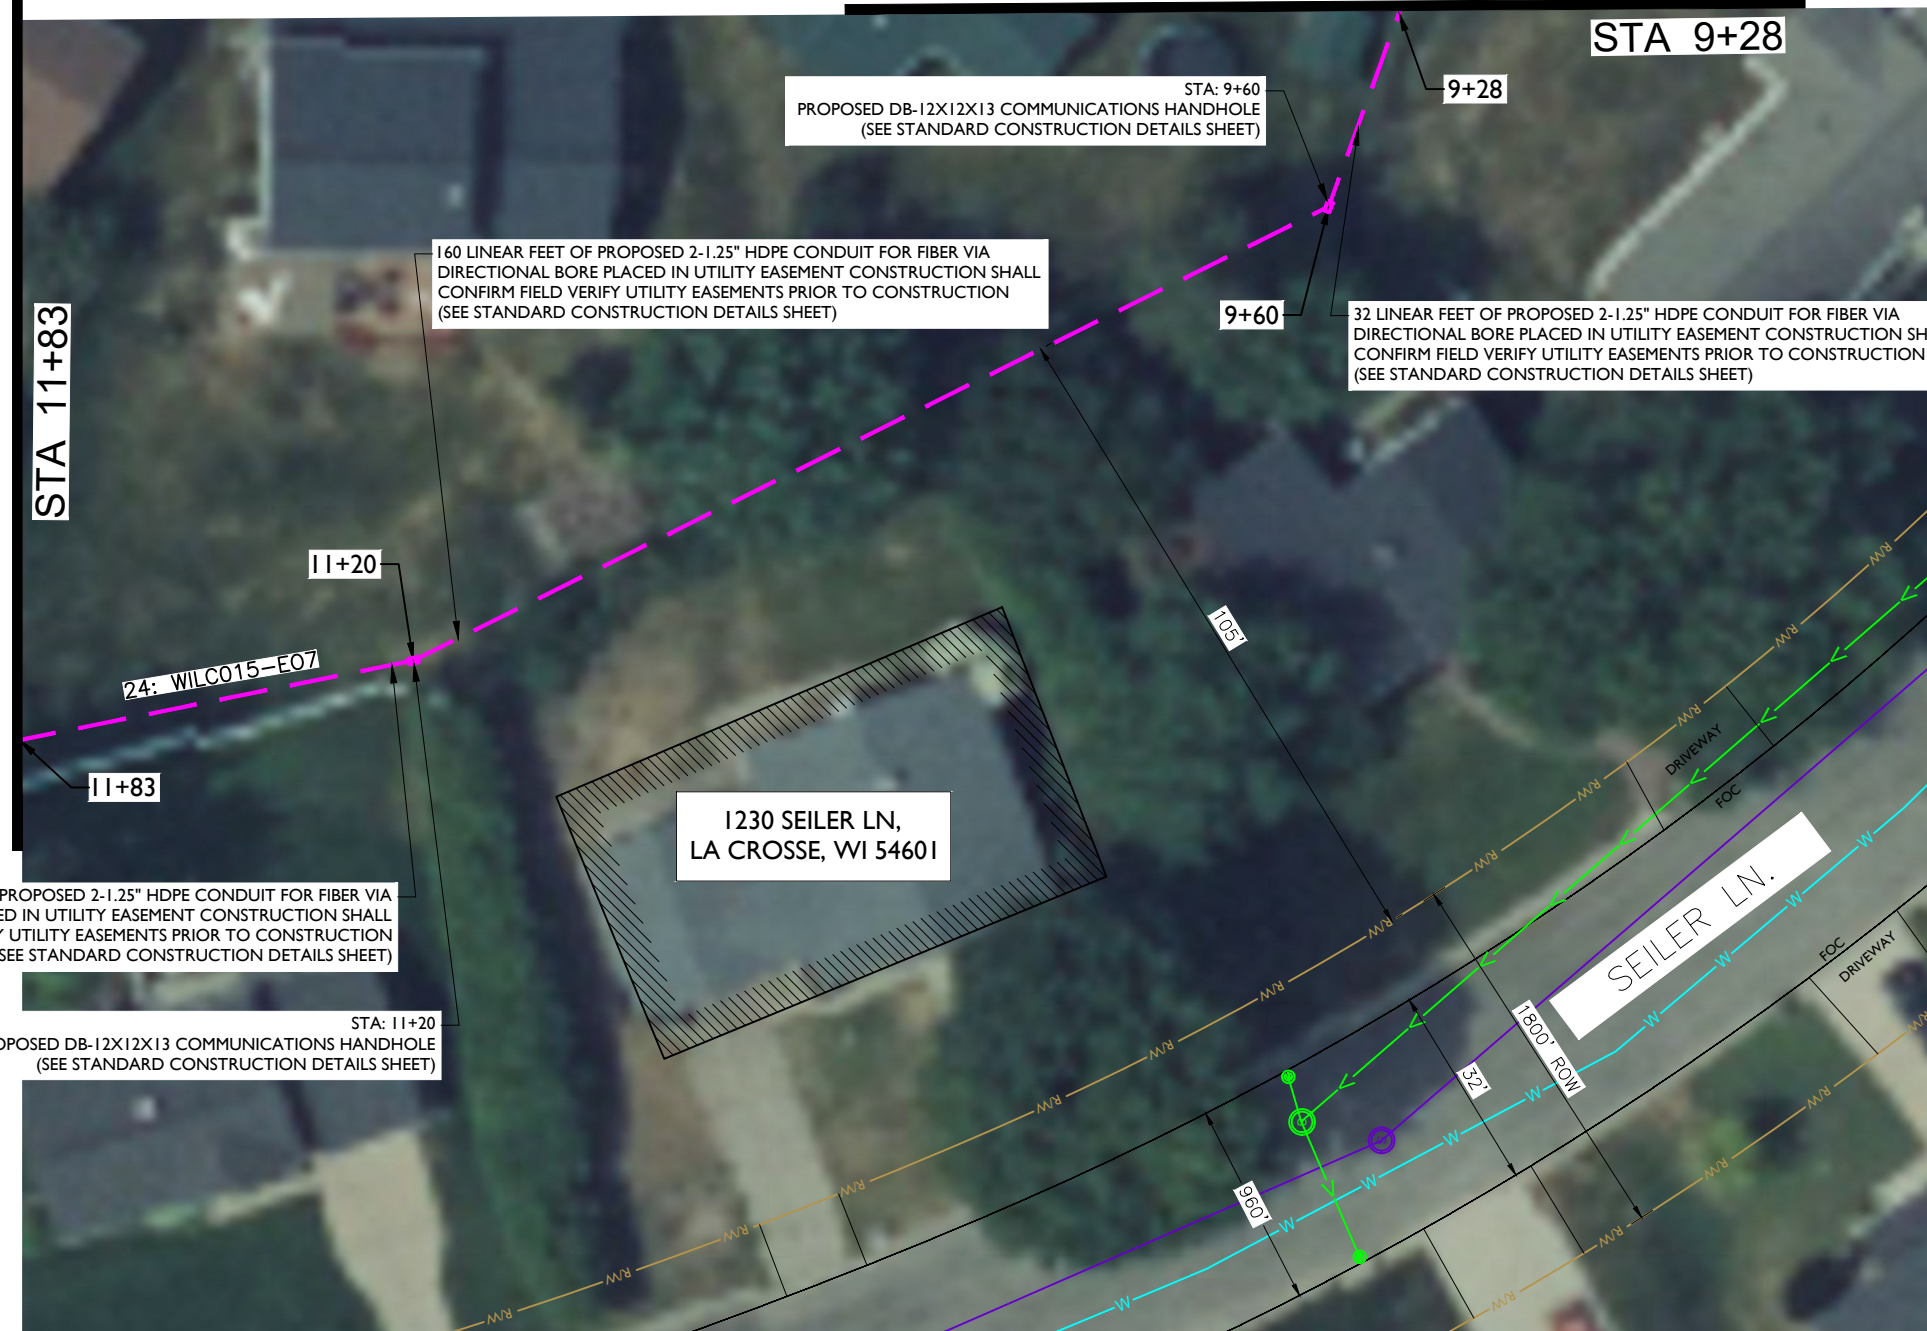 STA 9+28
9+28
STA: 9+60
PROPOSED DB-12X12X13 COMMUNICATIONS HANDHOLE
(SEE STANDARD CONSTRUCTION DETAILS SHEET)
160 LINEAR FEET OF PROPOSED 2-1.25" HDPE CONDUIT FOR FIBER VIA
DIRECTIONAL BORE PLACED IN UTILITY EASEMENT CONSTRUCTION SHALL
CONFIRM FIELD VERIFY UTILITY EASEMENTS PRIOR TO CONSTRUCTION
(SEE STANDARD CONSTRUCTION DETAILS SHEET)
9+60
32 LINEAR FEET OF PROPOSED 2-1.25" HDPE CONDUIT FOR FIBER VIA
DIRECTIONAL BORE PLACED IN UTILITY EASEMENT CONSTRUCTION SH
CONFIRM FIELD VERIFY UTILITY EASEMENTS PRIOR TO CONSTRUCTION
(SEE STANDARD CONSTRUCTION DETAILS SHEET)
STA 11+83
11+20
24: WILC015-E07
11+83
105'
1230 SEILER LN,
LA CROSSE, WI 54601
PROPOSED 2-1.25" HDPE CONDUIT FOR FIBER VIA
ED IN UTILITY EASEMENT CONSTRUCTION SHALL
Y UTILITY EASEMENTS PRIOR TO CONSTRUCTION
SEE STANDARD CONSTRUCTION DETAILS SHEET)
STA: 11+20
OPOSED DB-12X12X13 COMMUNICATIONS HANDHOLE
(SEE STANDARD CONSTRUCTION DETAILS SHEET)
R/W
R/W
R/W
R/W
R/W
R/W
R/W
R/W
R/W
R/W
R/W
R/W
R/W
R/W
DRIVEWAY
FOC
SEILER LN.
FOC
DRIVEWAY
1800' ROW
32'
960'
W
W
W
W
W
W
W
W
W
R/W
R/W
R/W
R/W
R/W